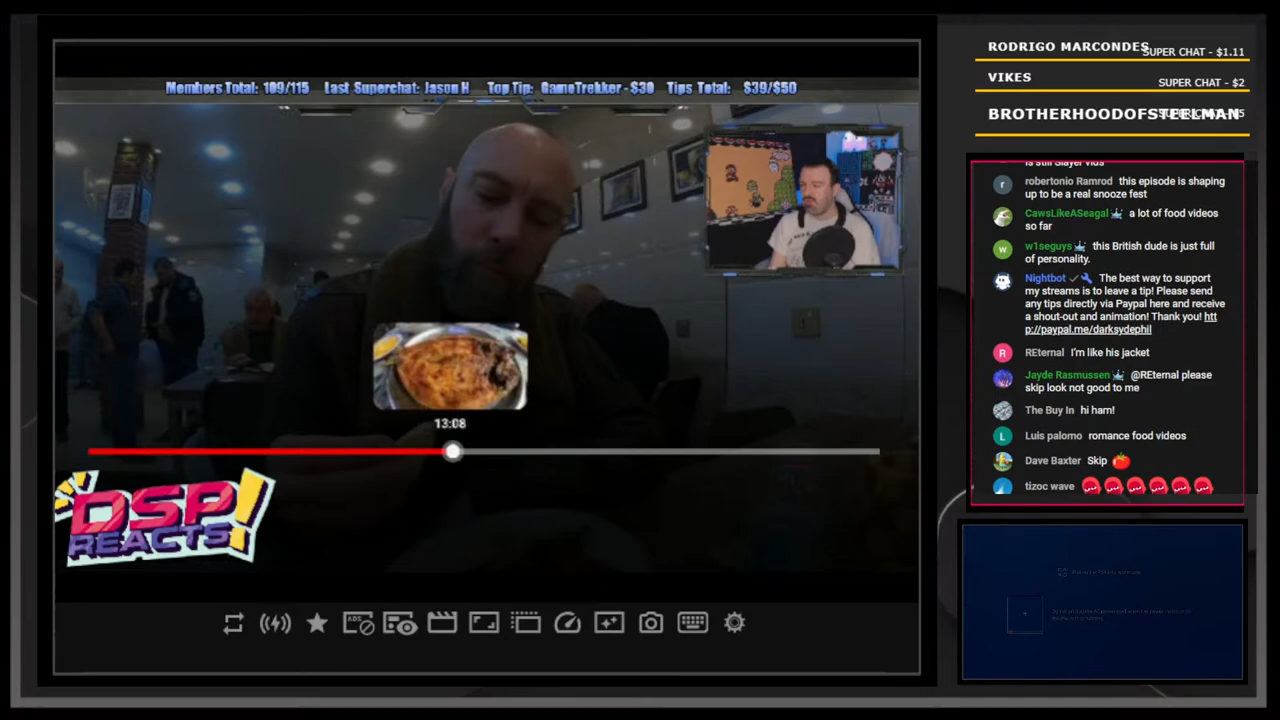 Members Total: 109/115 Last Superchat: Jason H Top Tip: GameTrekker - $30 Tips Total: $39/$50
13:08
DSP
REACTS!
ADS
RODRIGO MARCONDES
SUPER CHAT - $1.11
VIKES
SUPER CHAT - $2
BROTHERHOODOFSTEELMAN
is still Slayer vids
robertonio Ramrod this episode is shaping
up to be a real snooze fest
CawsLikeASeagal a lot of food videos
so far
w1seguys this British dude is just full
of personality.
Nightbot The best way to support
my streams is to leave a tip! Please send
any tips directly via Paypal here and receive
a shout-out and animation! Thank you! htt
p://paypal.me/darksydephil
REternal I'm like his jacket
Jayde Rasmussen @REternal please
skip look not good to me
The Buy In hi ham!
Luis palomo romance food videos
Dave Baxter Skip
tizoc wave